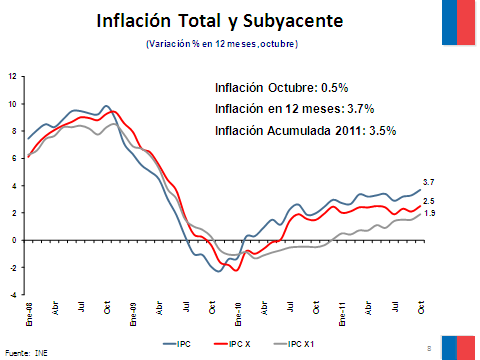 Inflación Total y Subyacente
(Variación % en 12 meses, octubre)
Inflación Octubre: 0.5%
Inflación en 12 meses: 3.7%
Inflación Acumulada 2011: 3.5%
12
10
8
6
4
2
0
-2
-4
3.7
2.5
1.9
Ene-08
Abr
Jul
Oct
Ene-09
Abr
Jul
Oct
Ene-10
Abr
Jul
Oct
Ene-11
Abr
Jul
Oct
IPC
IPC X
IPC X1
Fuente: INE
8